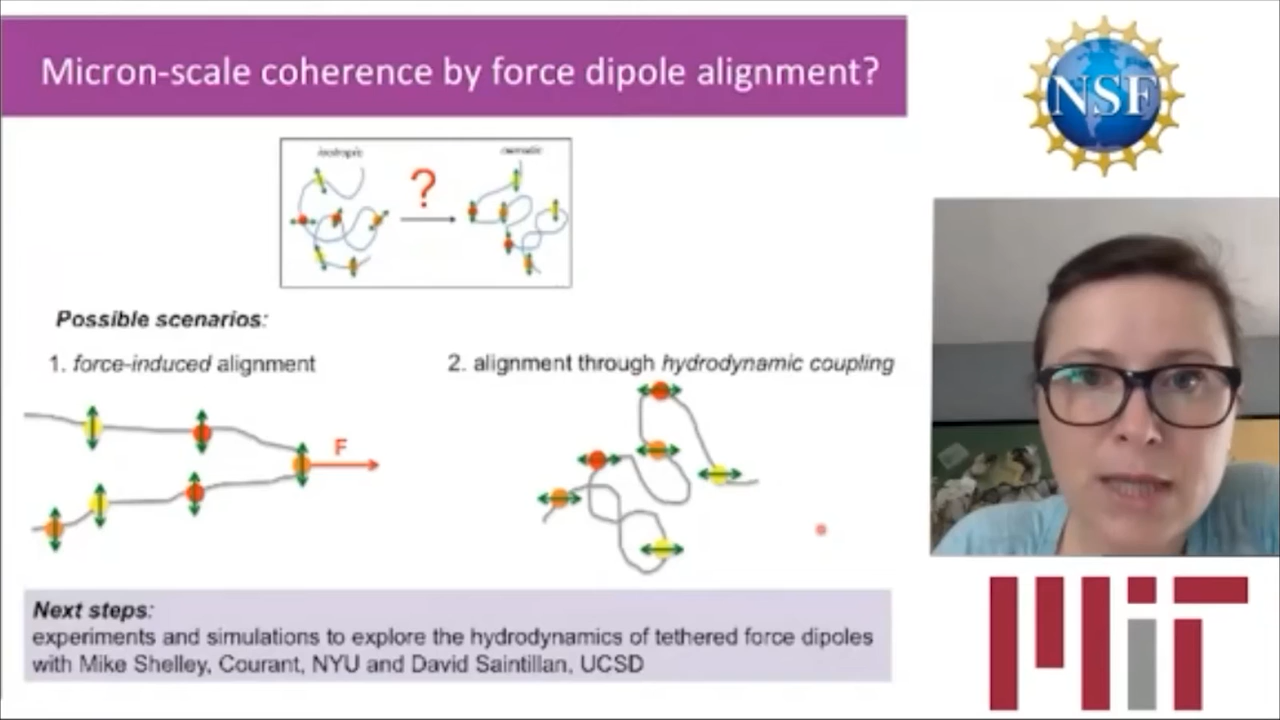 Micron-scale coherence by force dipole alignment?
NSF
isotropic
?
nematic
Possible scenarios:
1. force-induced alignment
2. alignment through hydrodynamic coupling
F
Next steps:
experiments and simulations to explore the hydrodynamics of tethered force dipoles
with Mike Shelley, Courant, NYU and David Saintillan, UCSD
MIT